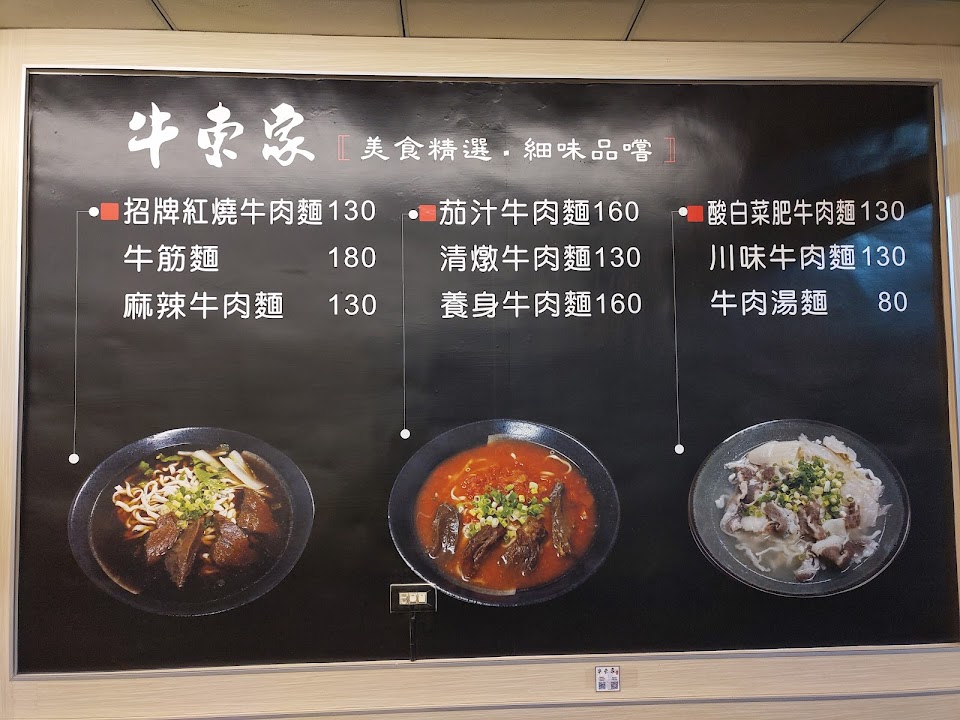 牛東家 〖美食精選.細味品嚐〗
招牌紅燒牛肉麵130
牛筋麵 180
麻辣牛肉麵 130
茄汁牛肉麵160
清燉牛肉麵130
養身牛肉麵160
酸白菜肥牛肉麵130
川味牛肉麵130
牛肉湯麵 80
牛東家